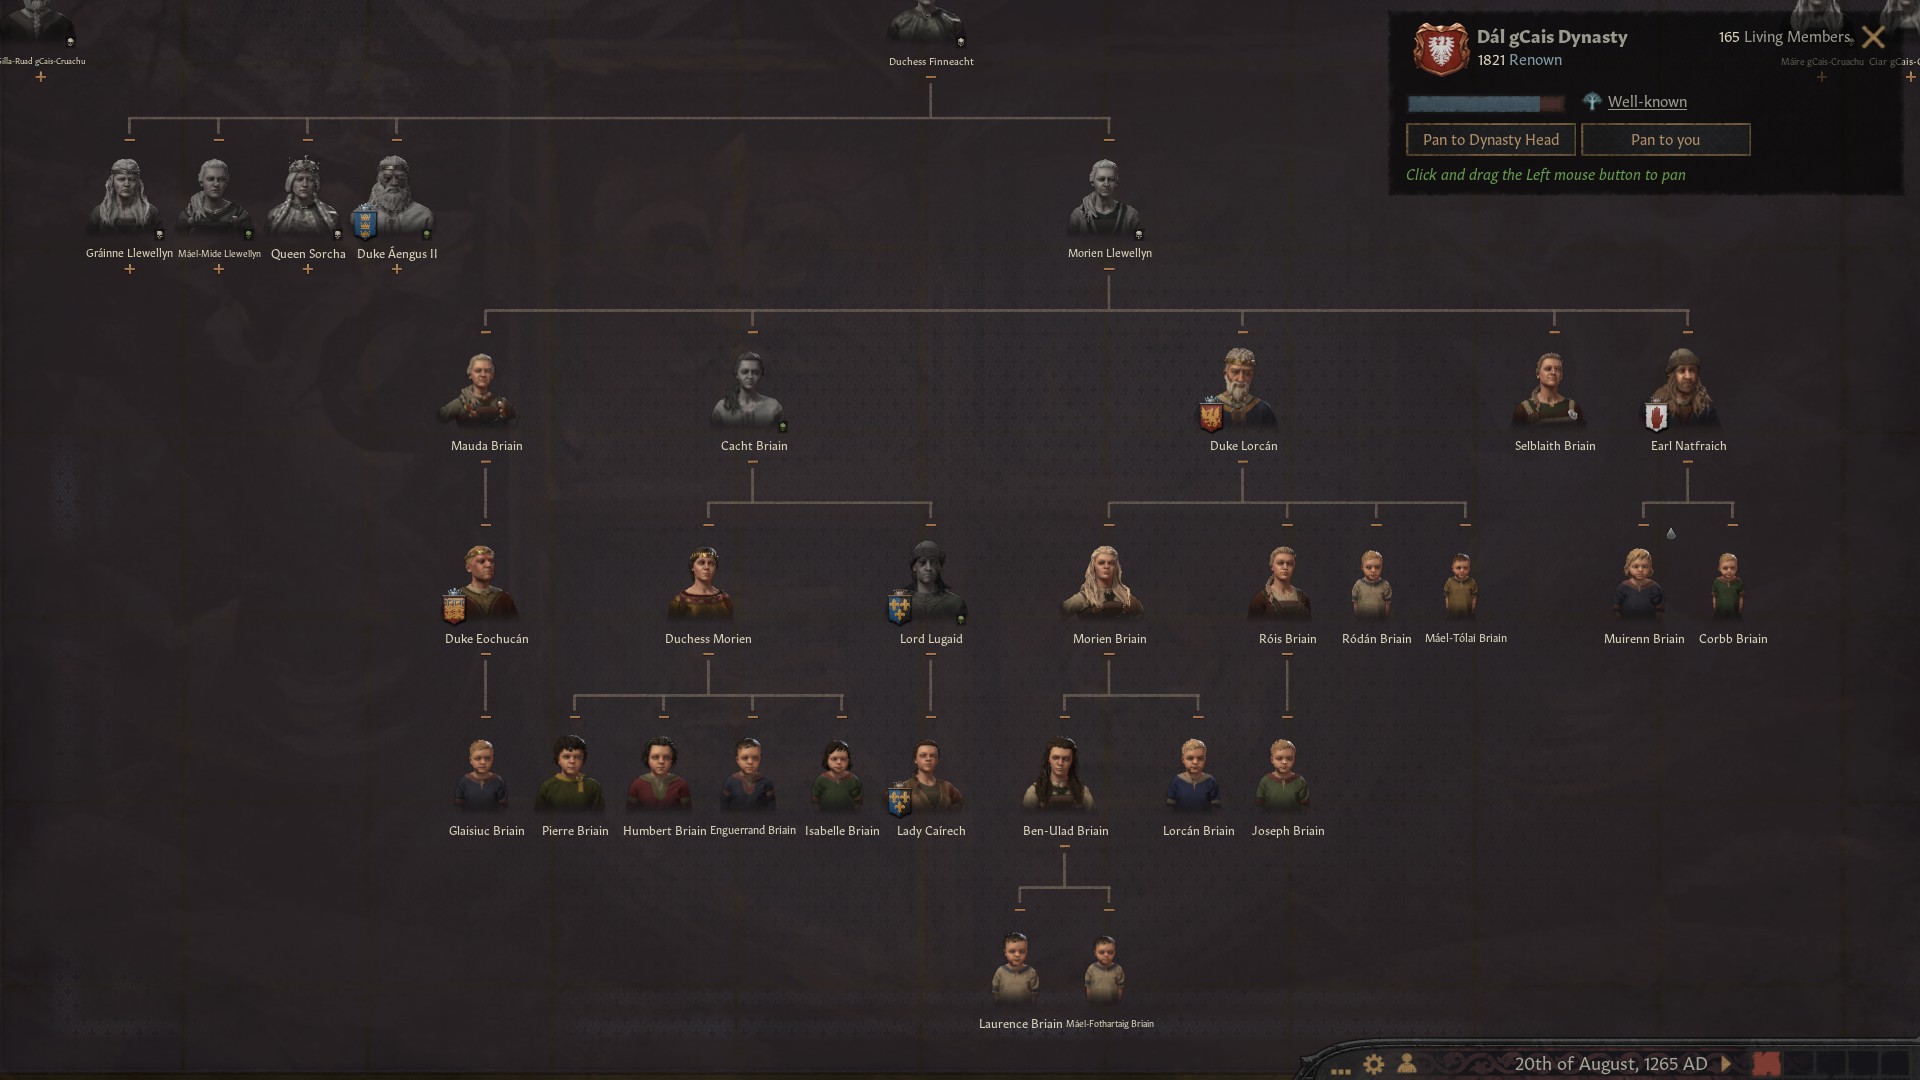 Duchess Finneacht
Dál gCais Dynasty
165 Living Members
1821 Renown
Silla-Ruad gCais-Cruachu
Máire gCais-Cruachu
Well-known
Pan to Dynasty Head
Pan to you
Click and drag the Left mouse button to pan
Gráinne Llewellyn
Máel-Mide Llewellyn
Queen Sorcha
Duke Áengus II
Morien Llewellyn
Mauda Briain
Cacht Briain
Duke Lorcán
Selblaith Briain
Earl Natfraich
Duke Eochucán
Duchess Morien
Lord Lugaid
Morien Briain
Róis Briain
Ródán Briain
Máel-Tólai Briain
Muirenn Briain
Corbb Briain
Glaisiuc Briain
Pierre Briain
Humbert Briain
Enguerrand Briain
Isabelle Briain
Lady Caírech
Ben-Ulad Briain
Lorcán Briain
Joseph Briain
Laurence Briain
Máel-Fothartaig Briain
20th of August, 1265 AD